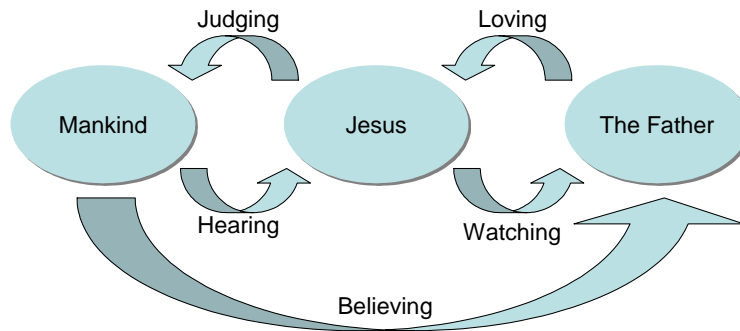 Judging
Loving
Mankind
Jesus
The Father
Hearing
Watching
Believing